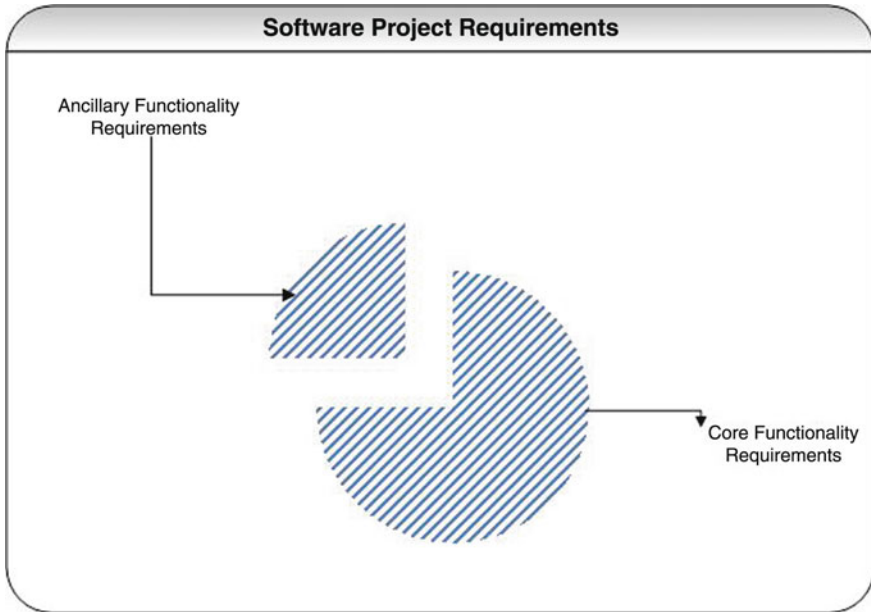 Software Project Requirements
Ancillary Functionality
Requirements
Core Functionality
Requirements